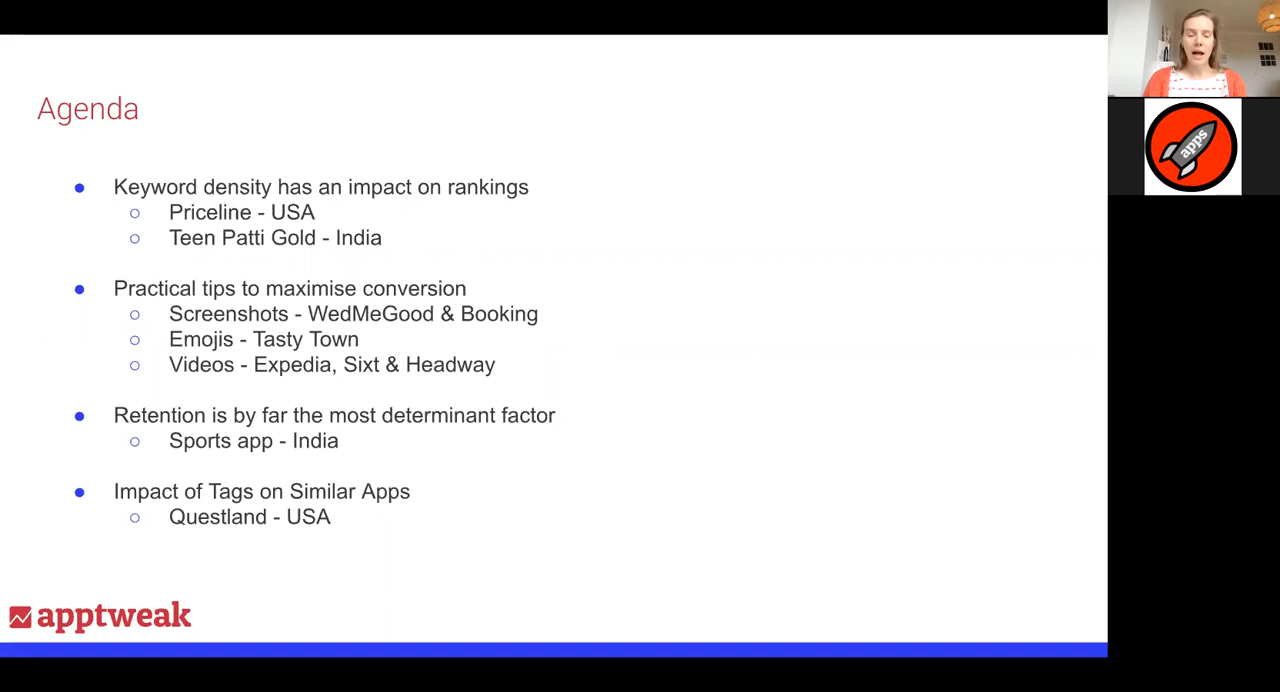 Agenda
● Keyword density has an impact on rankings
○ Priceline - USA
○ Teen Patti Gold - India
● Practical tips to maximise conversion
○ Screenshots - WedMeGood & Booking
○ Emojis - Tasty Town
○ Videos - Expedia, Sixt & Headway
● Retention is by far the most determinant factor
○ Sports app - India
● Impact of Tags on Similar Apps
○ Questland - USA
apptweak
apps